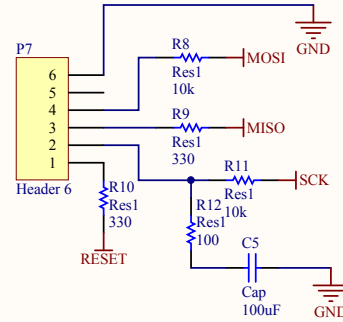 P7
6
5
4
3
2
1
Header 6
GND
R8
Res1
10k
MOSI
R9
Res1
330
MISO
R10
Res1
330
RESET
R11
Res1
10k
SCK
R12
Res1
100
C5
Cap
100uF
GND